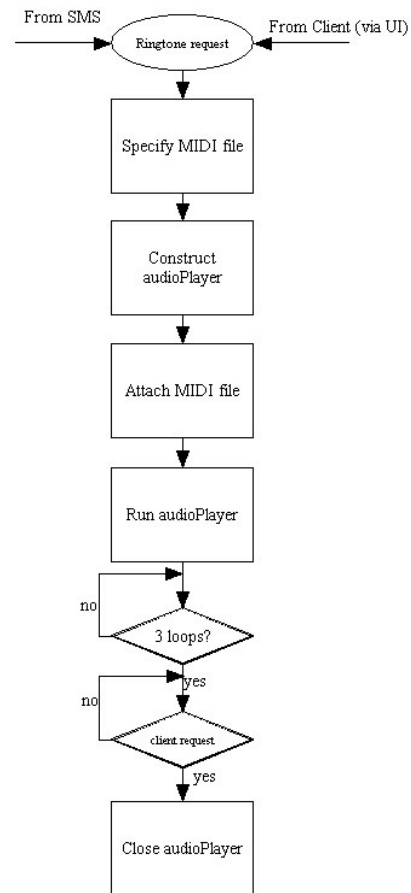 From SMS
Ringtone request
From Client (via UI)
Specify MIDI file
Construct
audioPlayer
Attach MIDI file
Run audioPlayer
no
3 loops?
yes
no
client request
yes
Close audioPlayer